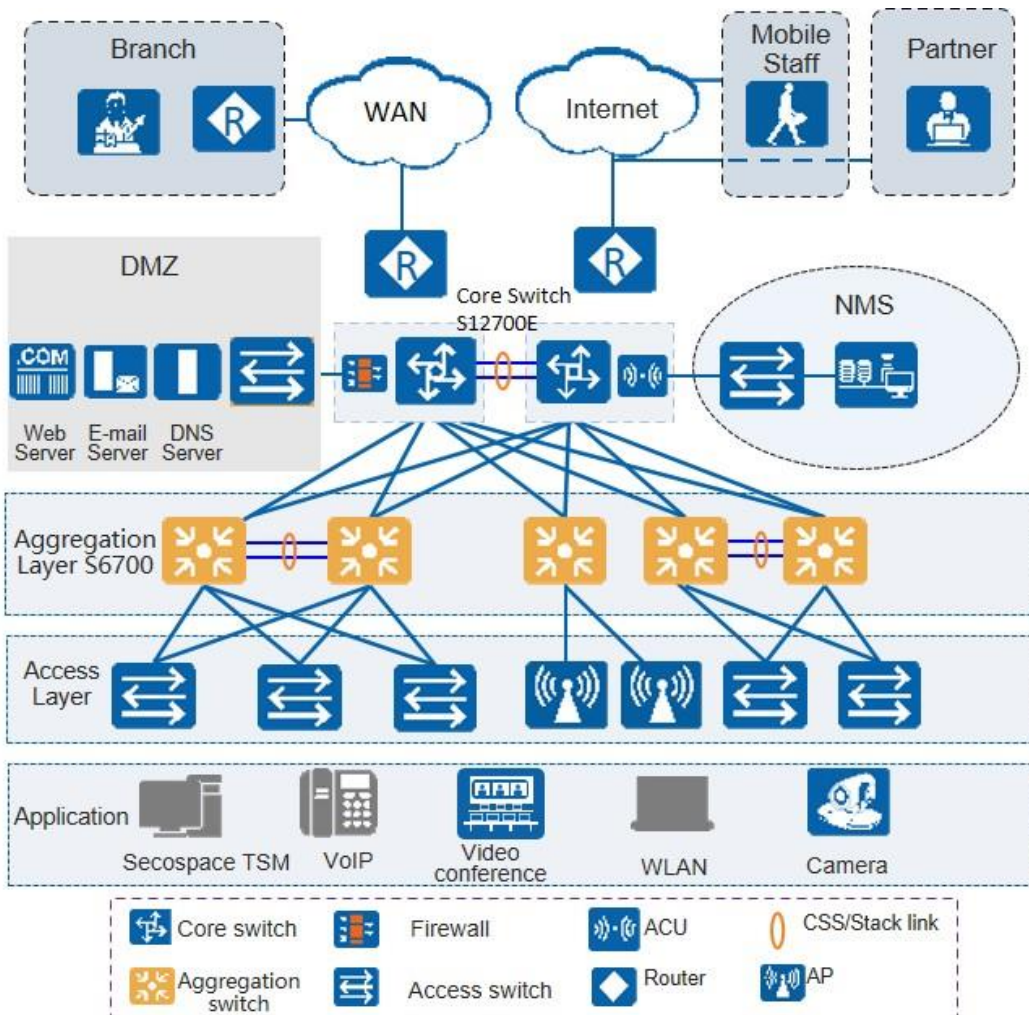 Branch
WAN
Internet
Mobile
Staff
Partner
R
R
R
DMZ
Core Switch
S12700E
NMS
.COM
Web
Server
E-mail
Server
DNS
Server
Aggregation
Layer S6700
Access
Layer
Application
Secospace TSM
VoIP
Video
conference
WLAN
Camera
Core switch
Firewall
ACU
CSS/Stack link
Aggregation
switch
Access switch
Router
AP